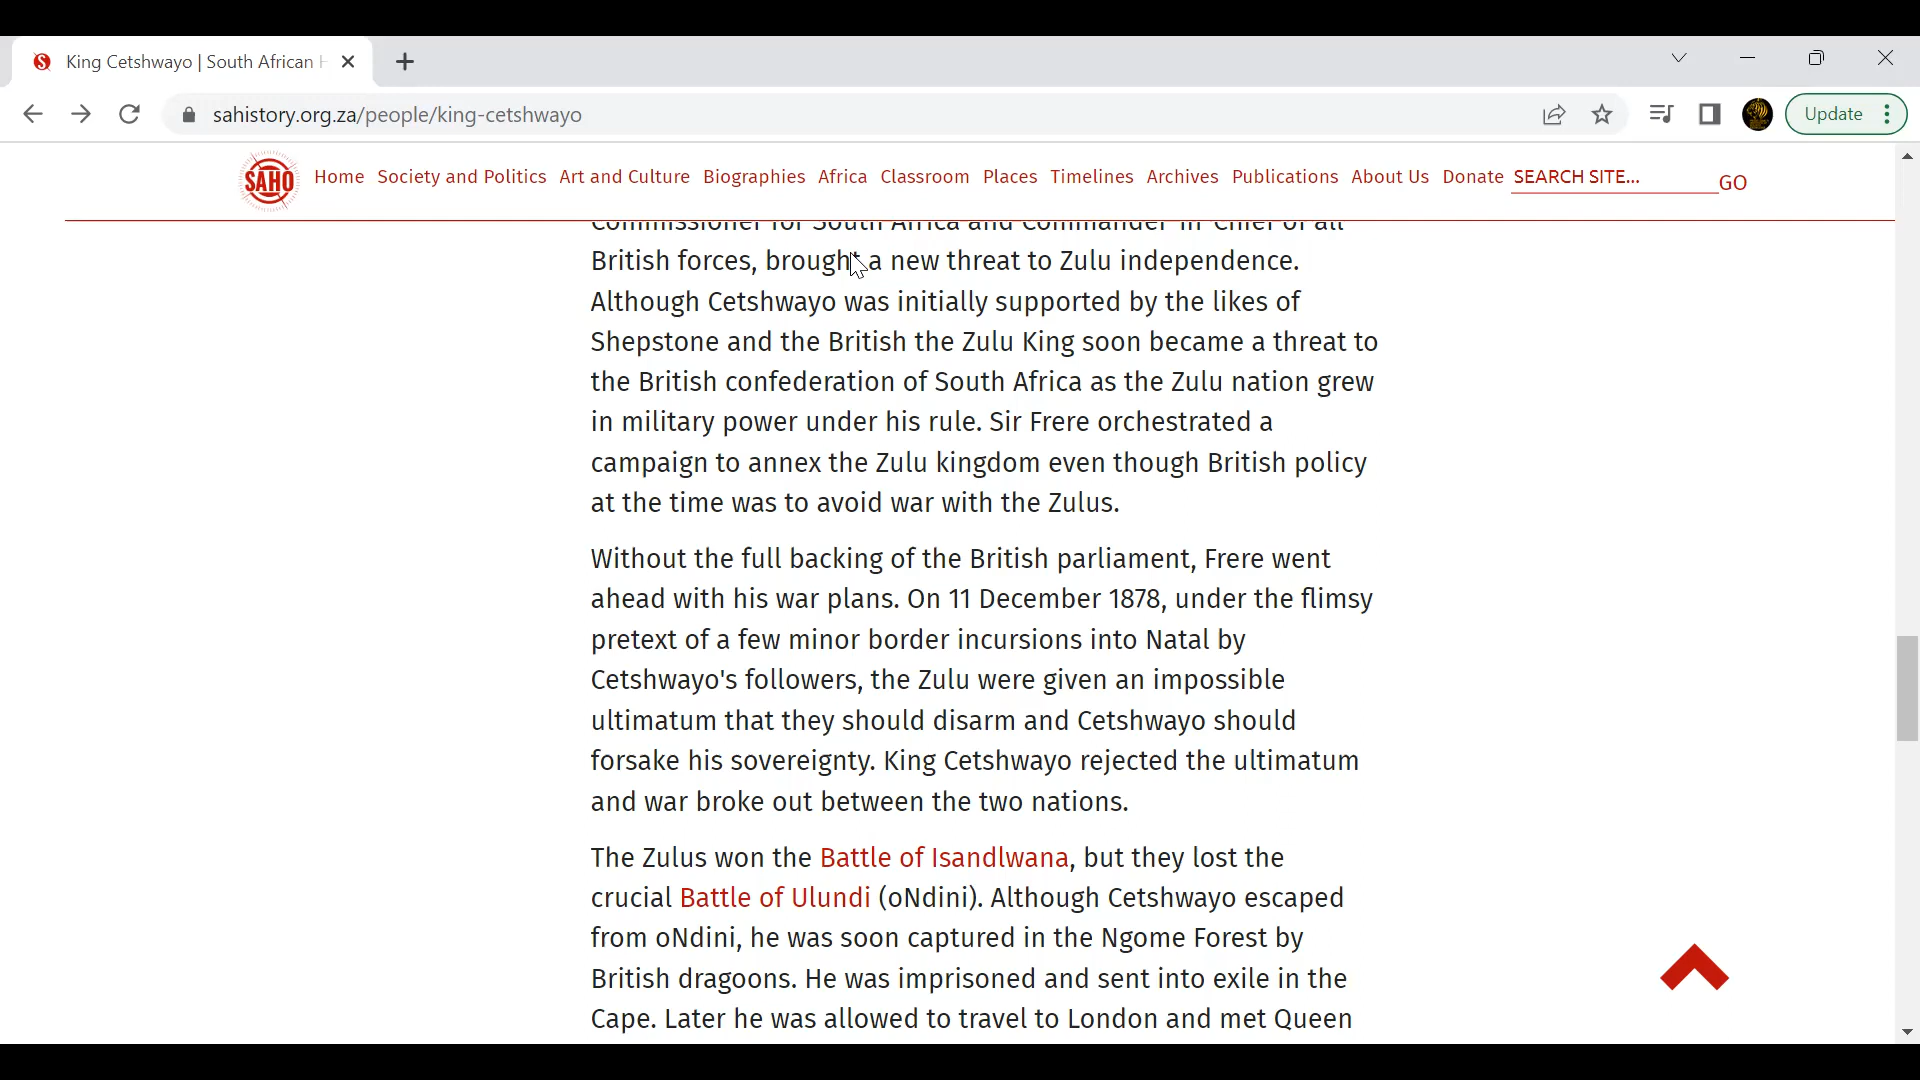 King Cetshwayo | South African H
sahistory.org.za/people/king-cetshwayo
Update
SAHO
Home Society and Politics Art and Culture Biographies Africa Classroom Places Timelines Archives Publications About Us Donate SEARCH SITE... GO
Commissioner for South Africa and Commander in Chief of all
British forces, brought a new threat to Zulu independence.
Although Cetshwayo was initially supported by the likes of
Shepstone and the British the Zulu King soon became a threat to
the British confederation of South Africa as the Zulu nation grew
in military power under his rule. Sir Frere orchestrated a
campaign to annex the Zulu kingdom even though British policy
at the time was to avoid war with the Zulus.
Without the full backing of the British parliament, Frere went
ahead with his war plans. On 11 December 1878, under the flimsy
pretext of a few minor border incursions into Natal by
Cetshwayo's followers, the Zulu were given an impossible
ultimatum that they should disarm and Cetshwayo should
forsake his sovereignty. King Cetshwayo rejected the ultimatum
and war broke out between the two nations.
The Zulus won the Battle of Isandlwana, but they lost the
crucial Battle of Ulundi (oNdini). Although Cetshwayo escaped
from oNdini, he was soon captured in the Ngome Forest by
British dragoons. He was imprisoned and sent into exile in the
Cape. Later he was allowed to travel to London and met Queen